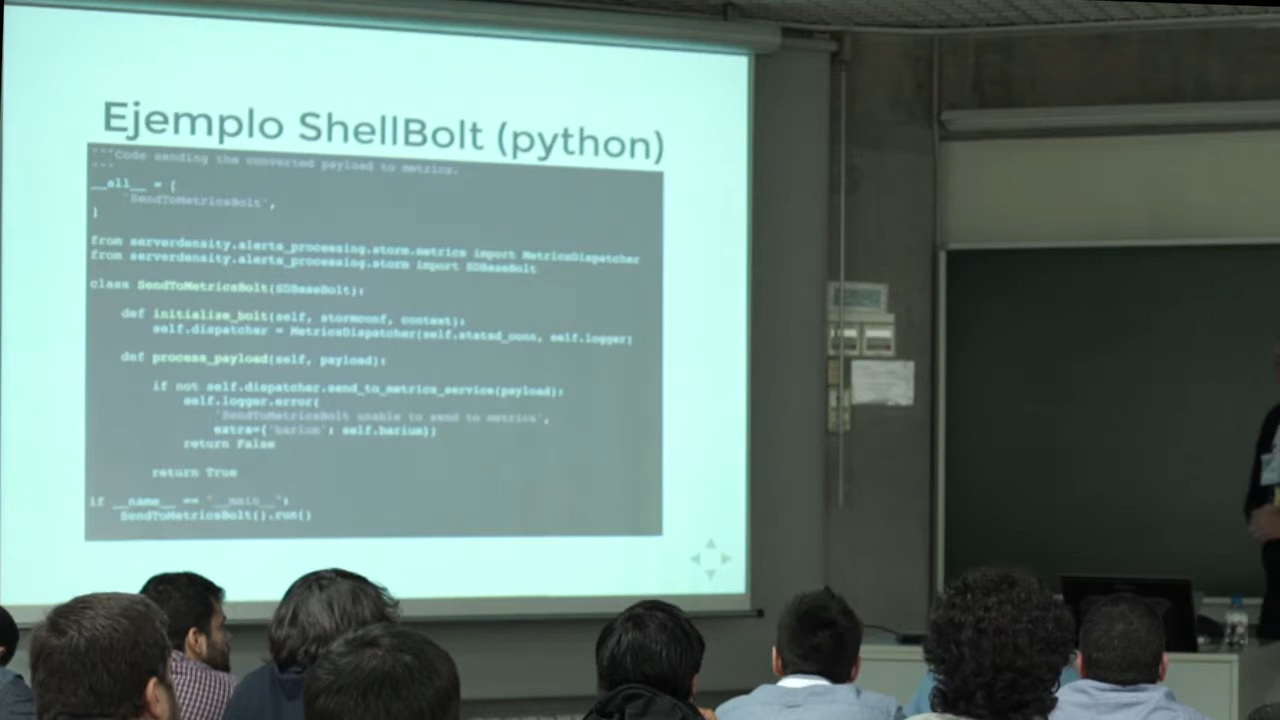 Ejemplo ShellBolt (python)
"""Code sending the converted payload to metrics.
"""
__all__ = [
    'SendToMetricsBolt',
]
from serverdensity.alerts_processing.storm.metrics import MetricsDispatcher
from serverdensity.alerts_processing.storm import SDBaseBolt
class SendToMetricsBolt(SDBaseBolt):
    def initialize_bolt(self, stormconf, context):
        self.dispatcher = MetricsDispatcher(self.statsd_conn, self.logger)
    def process_payload(self, payload):
        if not self.dispatcher.send_to_metrics_service(payload):
            self.logger.error(
                'SendToMetricsBolt unable to send to metrics',
                extra={'barium': self.barium});
            return False
        return True
if __name__ == "__main__":
    SendToMetricsBolt().run()